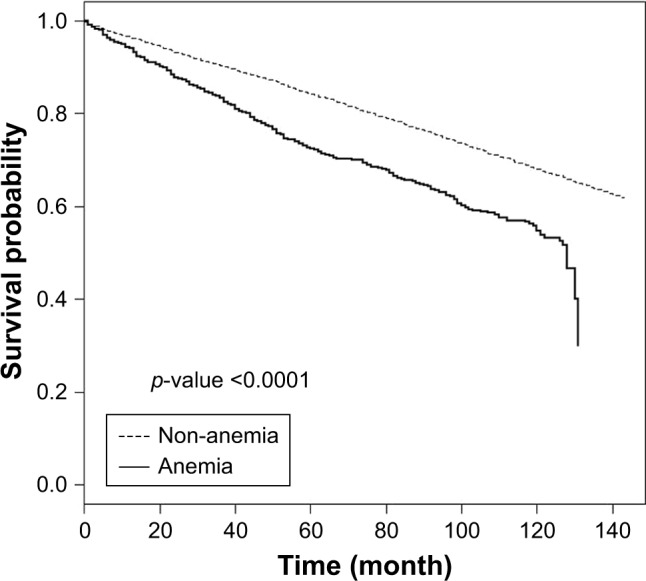 1.0
0.8
0.6
0.4
0.2
0.0
Survival probability
p-value <0.0001
Non-anemia
Anemia
0 20 40 60 80 100 120 140
Time (month)